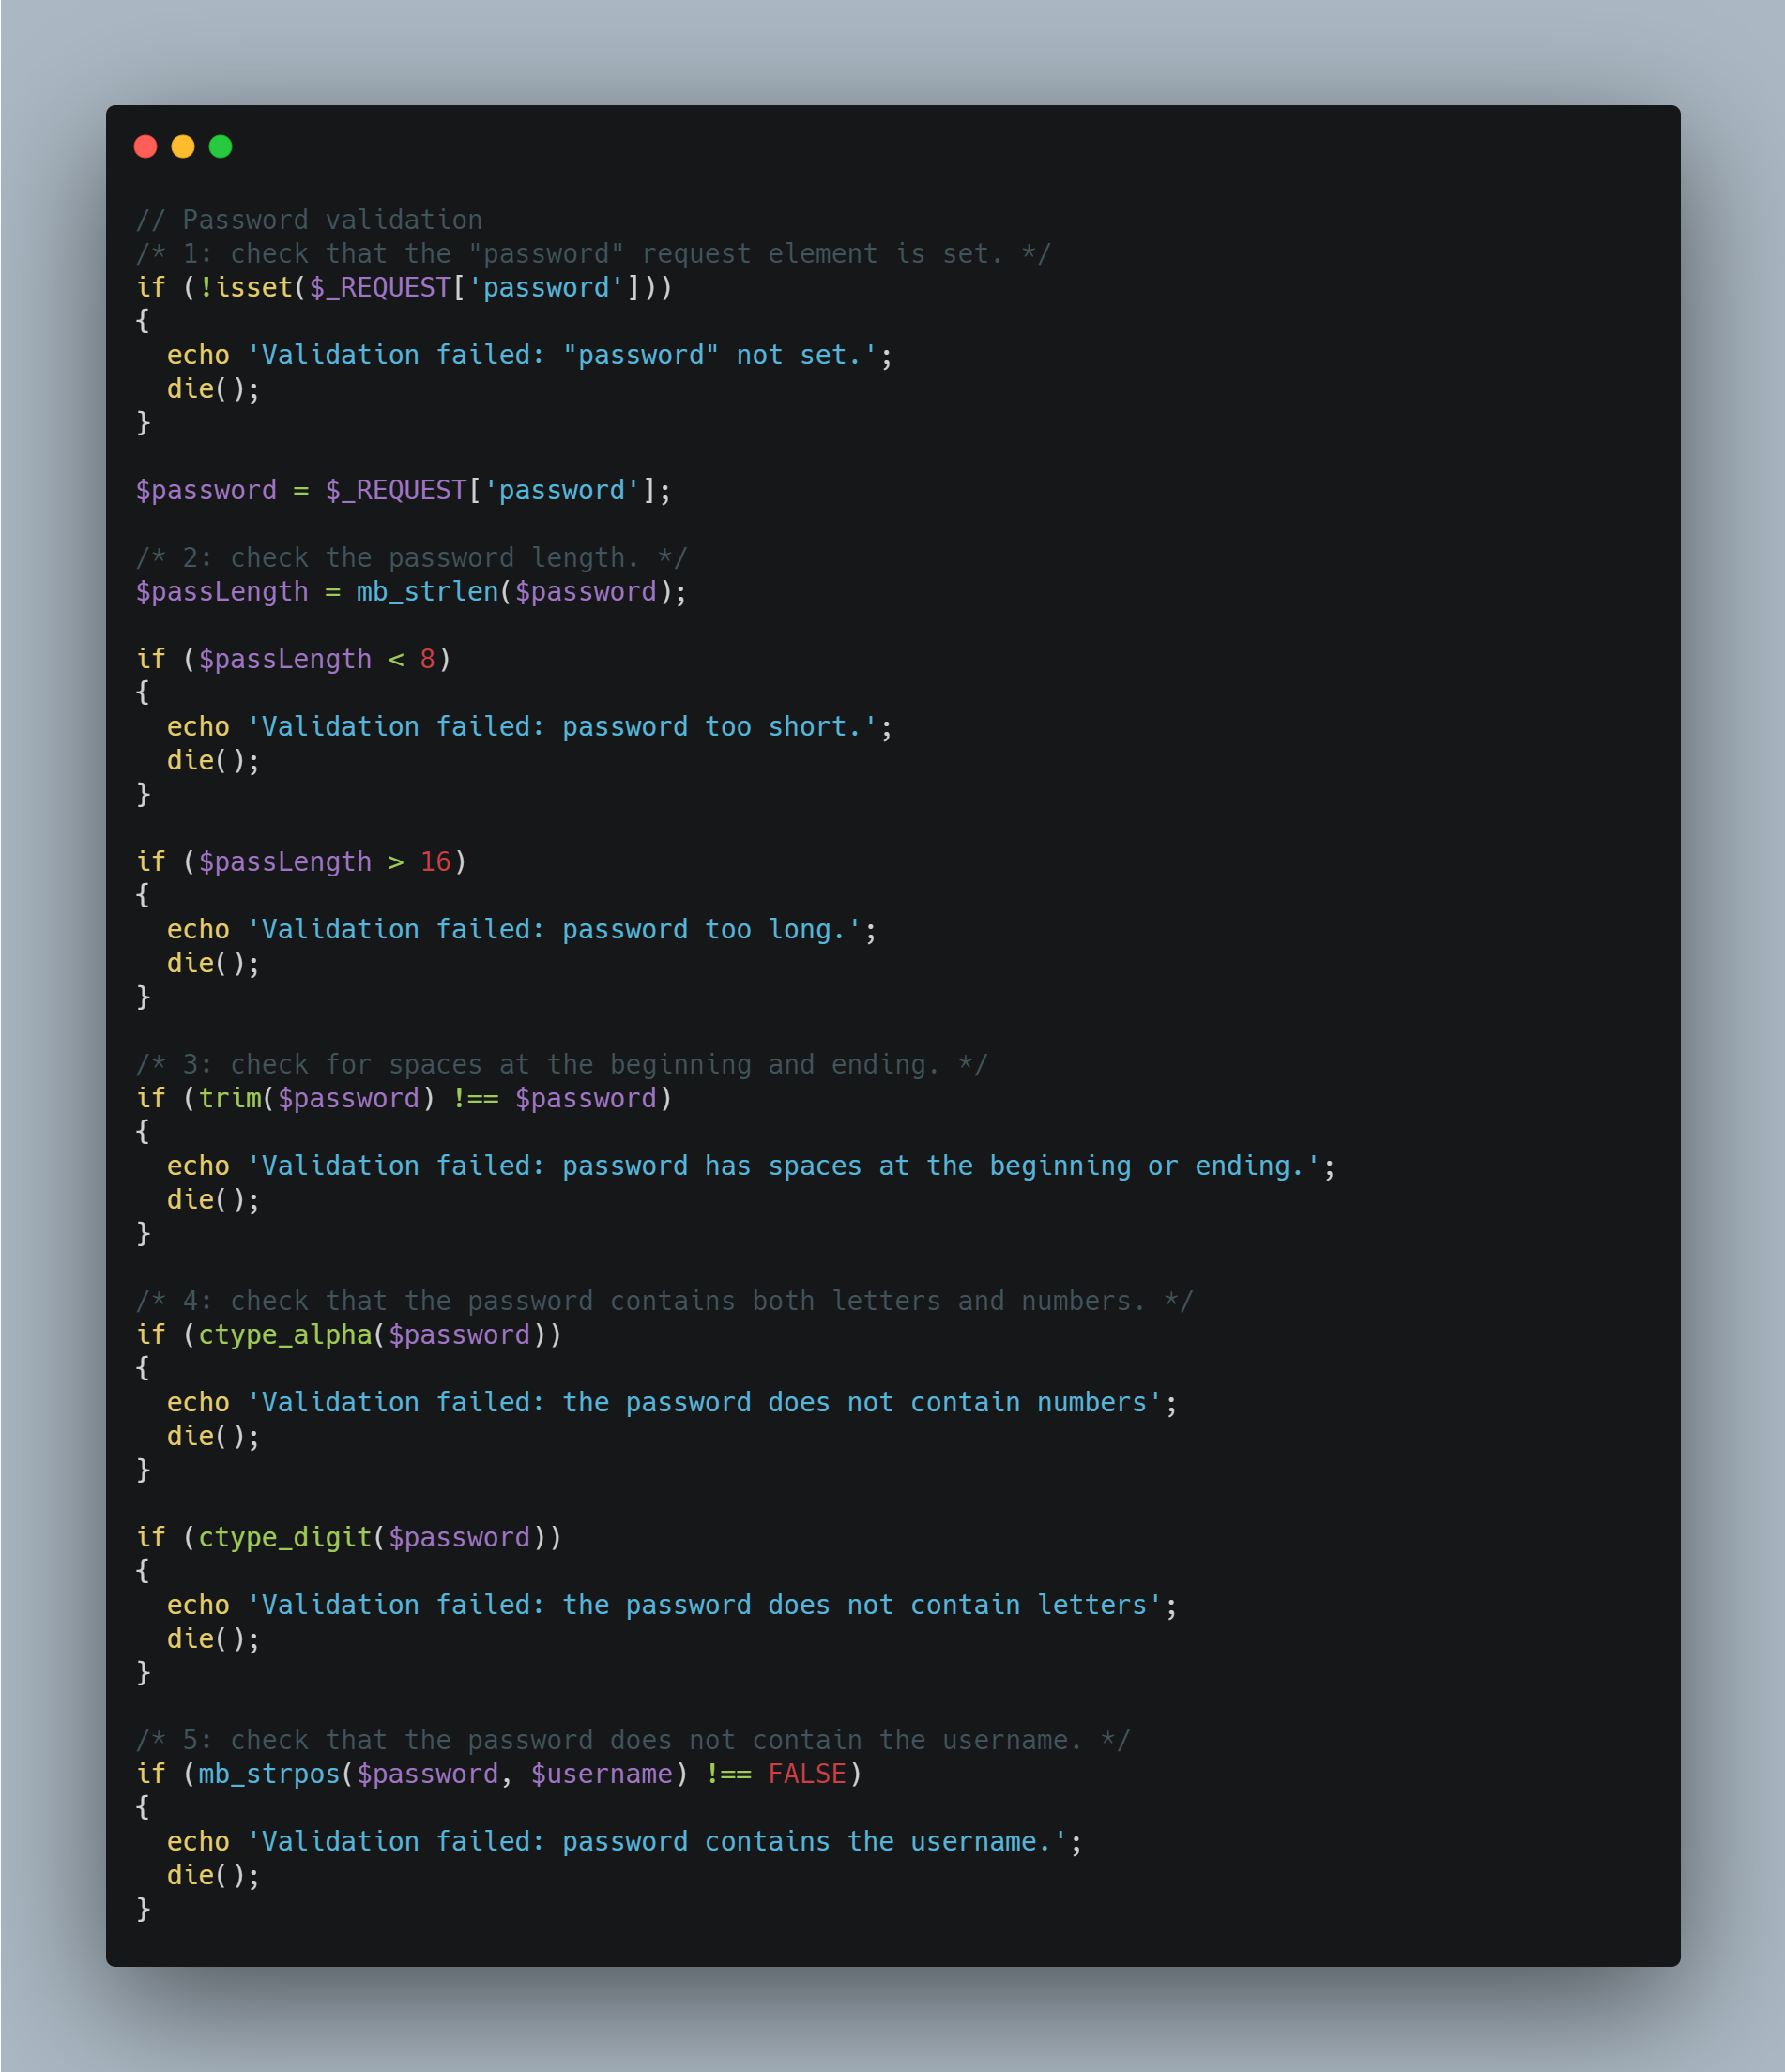 // Password validation
/* 1: check that the "password" request element is set. */
if (!isset($_REQUEST['password']))
{
  echo 'Validation failed: "password" not set.';
  die();
}

$password = $_REQUEST['password'];

/* 2: check the password length. */
$passLength = mb_strlen($password);

if ($passLength < 8)
{
  echo 'Validation failed: password too short.';
  die();
}

if ($passLength > 16)
{
  echo 'Validation failed: password too long.';
  die();
}

/* 3: check for spaces at the beginning and ending. */
if (trim($password) !== $password)
{
  echo 'Validation failed: password has spaces at the beginning or ending.';
  die();
}

/* 4: check that the password contains both letters and numbers. */
if (ctype_alpha($password))
{
  echo 'Validation failed: the password does not contain numbers';
  die();
}

if (ctype_digit($password))
{
  echo 'Validation failed: the password does not contain letters';
  die();
}

/* 5: check that the password does not contain the username. */
if (mb_strpos($password, $username) !== FALSE)
{
  echo 'Validation failed: password contains the username.';
  die();
}